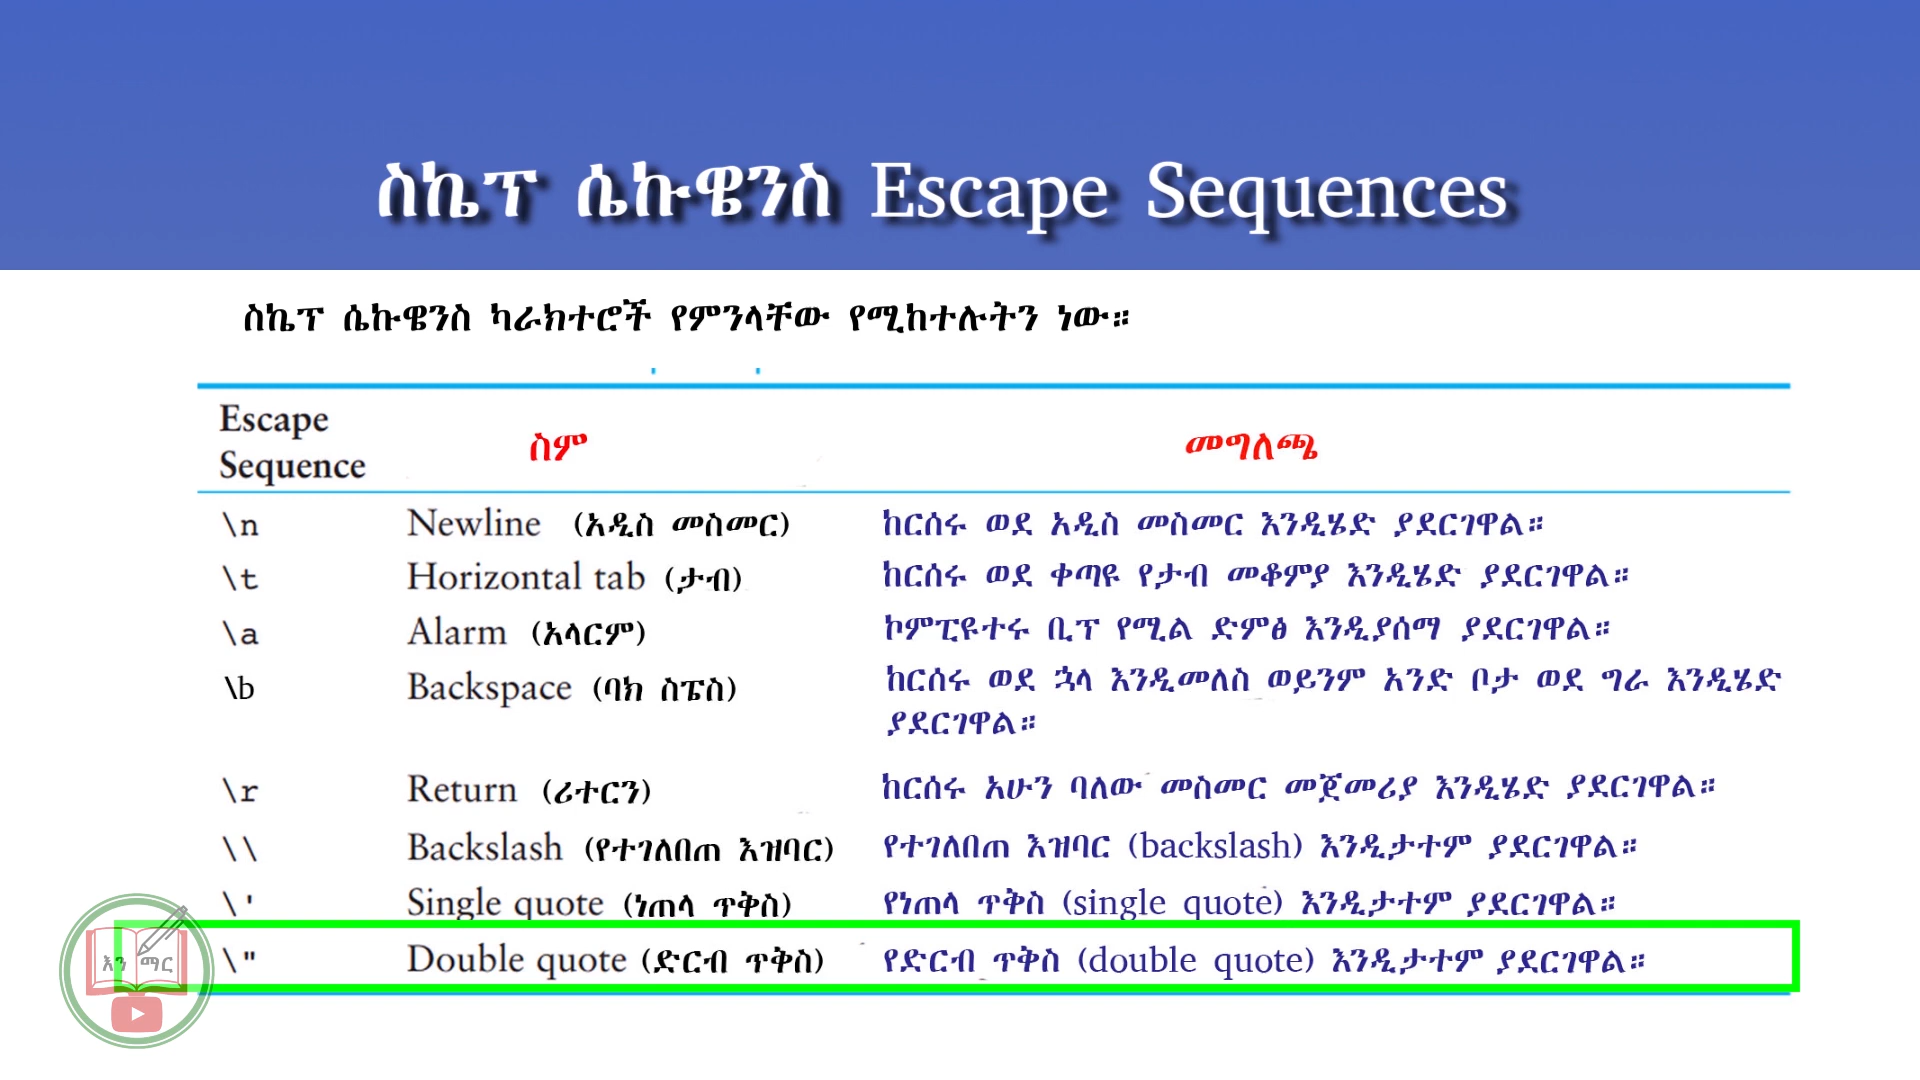 ስኬፕ ሴኩዌንስ Escape Sequences
ስኬፕ ሴኩዌንስ ካራክተሮች የምንላቸው የሚከተሉትን ነው።
Escape Sequence ስም መግለጫ
\n Newline (አዲስ መስመር) ከርሰሩ ወደ አዲስ መስመር እንዲሄድ ያደርገዋል።
\t Horizontal tab (ታብ) ከርሰሩ ወደ ቀጣዩ የታብ መቆምያ እንዲሄድ ያደርገዋል።
\a Alarm (አላርም) ኮምፒዩተሩ ቢፕ የሚል ድምፅ እንዲያሰማ ያደርገዋል።
\b Backspace (ባክ ስፔስ) ከርሰሩ ወደ ኋላ እንዲመለስ ወይንም አንድ ቦታ ወደ ግራ እንዲሄድ
ያደርገዋል።
\r Return (ሪተርን) ከርሰሩ አሁን ባለው መስመር መጀመሪያ እንዲሄድ ያደርገዋል።
\\ Backslash (የተገለበጠ እዝባር) የተገለበጠ እዝባር (backslash) እንዲታተም ያደርገዋል።
\' Single quote (ነጠላ ጥቅስ) የነጠላ ጥቅስ (single quote) እንዲታተም ያደርገዋል።
\" Double quote (ድርብ ጥቅስ) የድርብ ጥቅስ (double quote) እንዲታተም ያደርገዋል።
እን ማር